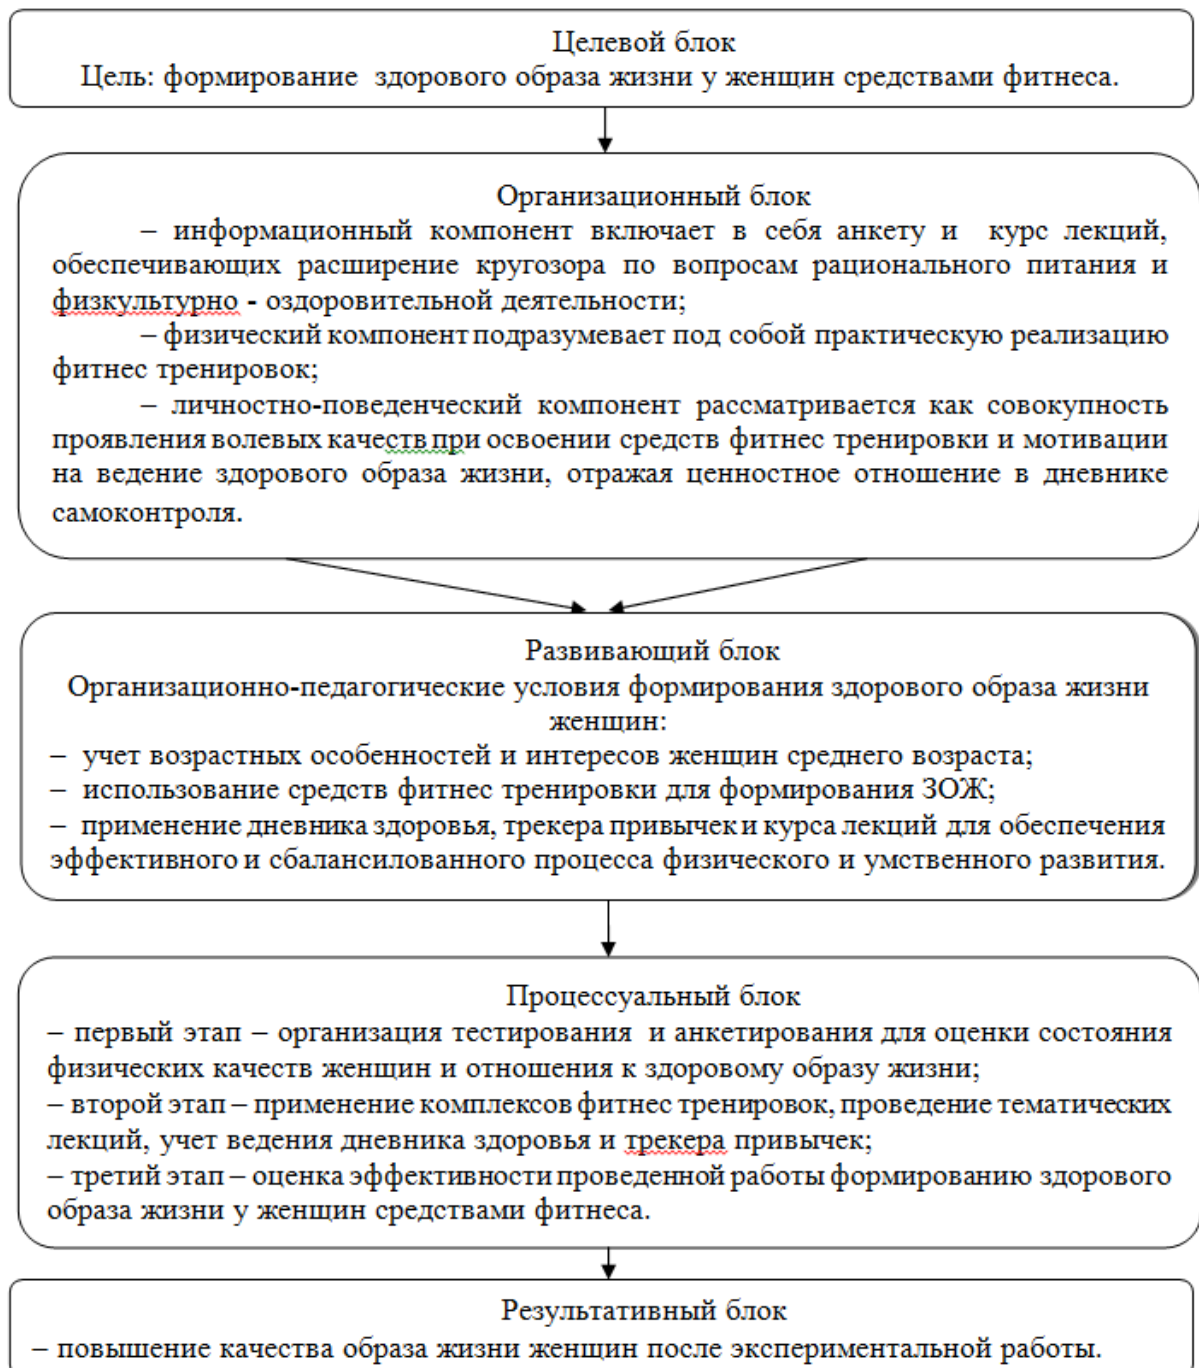 Целевой блок
Цель: формирование здорового образа жизни у женщин средствами фитнеса.
Организационный блок
– информационный компонент включает в себя анкету и курс лекций,
обеспечивающих расширение кругозора по вопросам рационального питания и
физкультурно - оздоровительной деятельности;
– физический компонент подразумевает под собой практическую реализацию
фитнес тренировок;
– личностно-поведенческий компонент рассматривается как совокупность
проявления волевых качеств при освоении средств фитнес тренировки и мотивации
на ведение здорового образа жизни, отражая ценностное отношение в дневнике
самоконтроля.
Развивающий блок
Организационно-педагогические условия формирования здорового образа жизни
женщин:
– учет возрастных особенностей и интересов женщин среднего возраста;
– использование средств фитнес тренировки для формирования ЗОЖ;
– применение дневника здоровья, трекера привычек и курса лекций для обеспечения
эффективного и сбалансилованного процесса физического и умственного развития.
Процессуальный блок
– первый этап – организация тестирования и анкетирования для оценки состояния
физических качеств женщин и отношения к здоровому образу жизни;
– второй этап – применение комплексов фитнес тренировок, проведение тематических
лекций, учет ведения дневника здоровья и трекера привычек;
– третий этап – оценка эффективности проведенной работы формированию здорового
образа жизни у женщин средствами фитнеса.
Результативный блок
– повышение качества образа жизни женщин после экспериментальной работы.